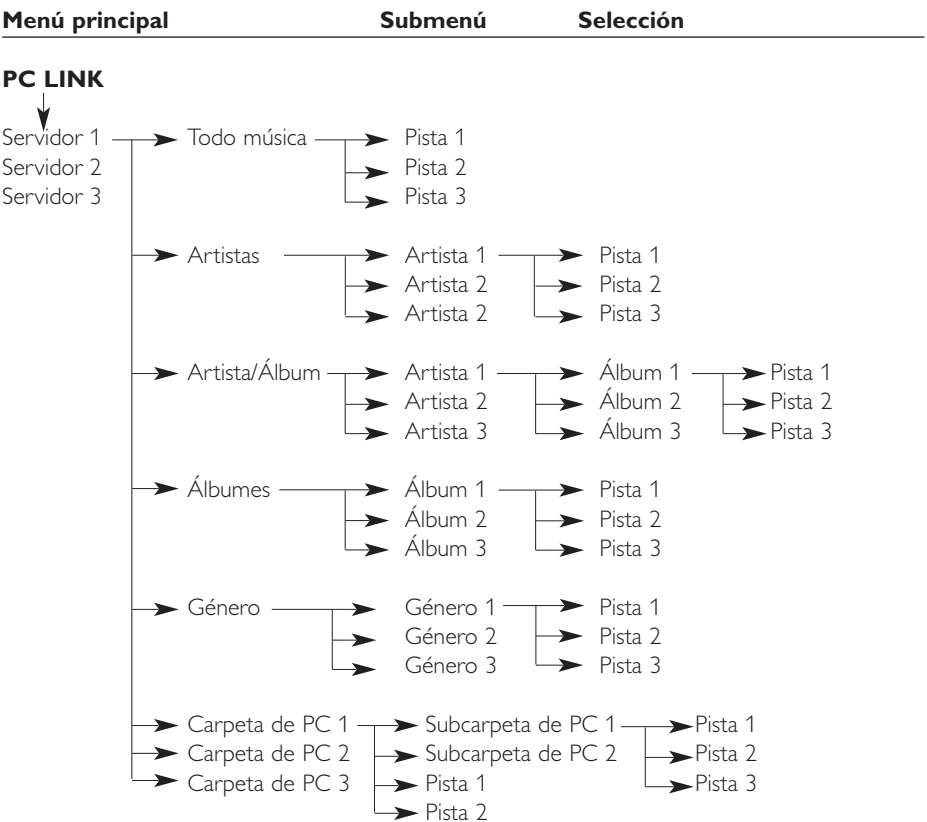 Menú principal Submenú Selección
PC LINK
Servidor 1 Todo música Pista 1
Servidor 2 Pista 2
Servidor 3 Pista 3
Artistas Artista 1 Pista 1
Artista 2 Pista 2
Artista 2 Pista 3
Artista/Álbum Artista 1 Álbum 1 Pista 1
Artista 2 Álbum 2 Pista 2
Artista 3 Álbum 3 Pista 3
Álbumes Álbum 1 Pista 1
Álbum 2 Pista 2
Álbum 3 Pista 3
Género Género 1 Pista 1
Género 2 Pista 2
Género 3 Pista 3
Carpeta de PC 1 Subcarpeta de PC 1 Pista 1
Carpeta de PC 2 Subcarpeta de PC 2 Pista 2
Carpeta de PC 3 Pista 1 Pista 3
Pista 2